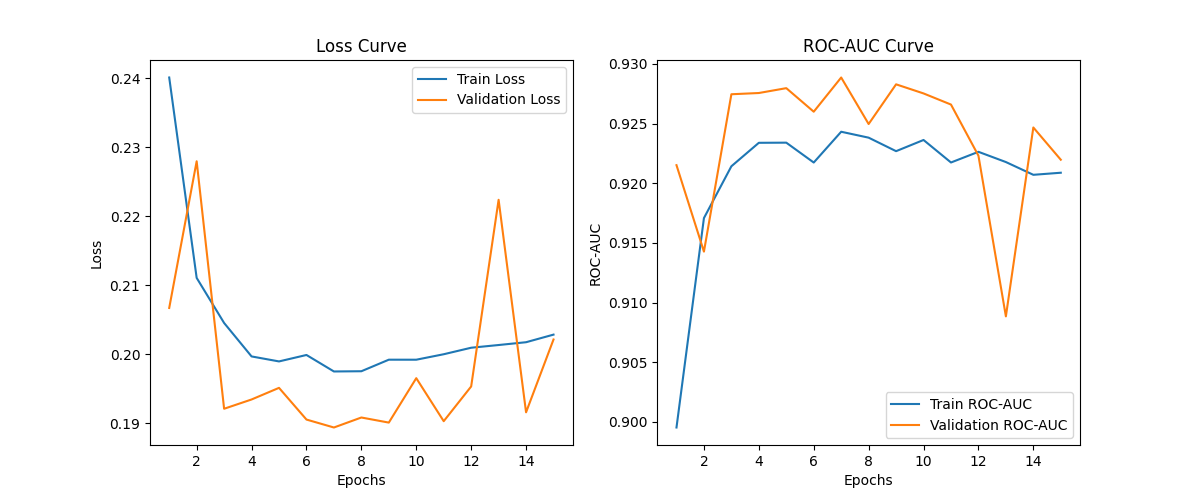 Loss Curve
0.24
0.23
0.22
0.21
0.20
0.19
Loss
2 4 6 8 10 12 14
Epochs
Train Loss
Validation Loss
ROC-AUC Curve
0.930
0.925
0.920
0.915
0.910
0.905
0.900
ROC-AUC
2 4 6 8 10 12 14
Epochs
Train ROC-AUC
Validation ROC-AUC